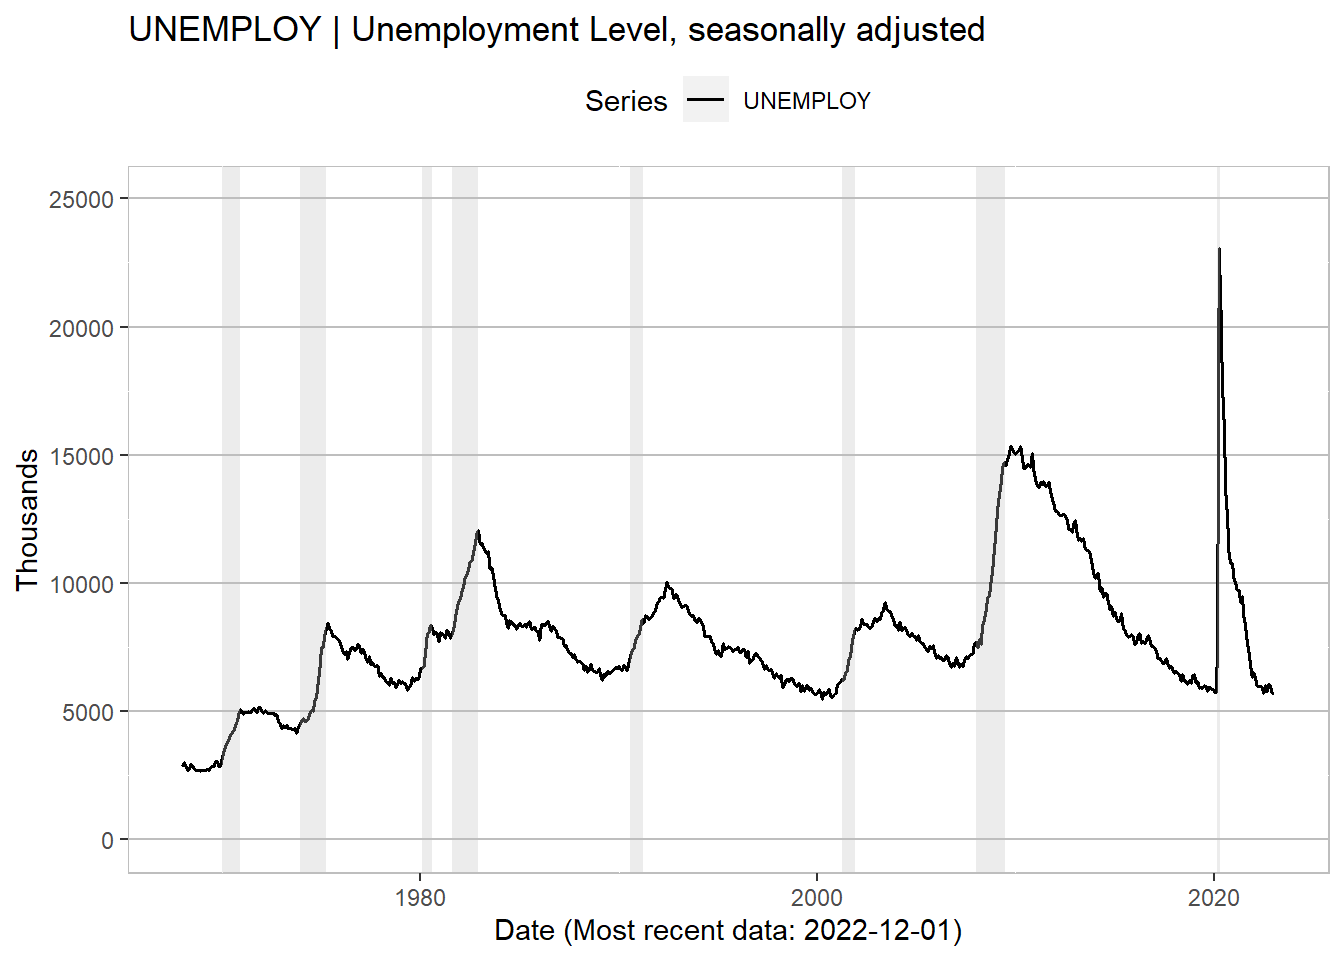 UNEMPLOY | Unemployment Level, seasonally adjusted
Series UNEMPLOY
25000
20000
15000
10000
5000
0
Thousands
1980 2000 2020
Date (Most recent data: 2022-12-01)